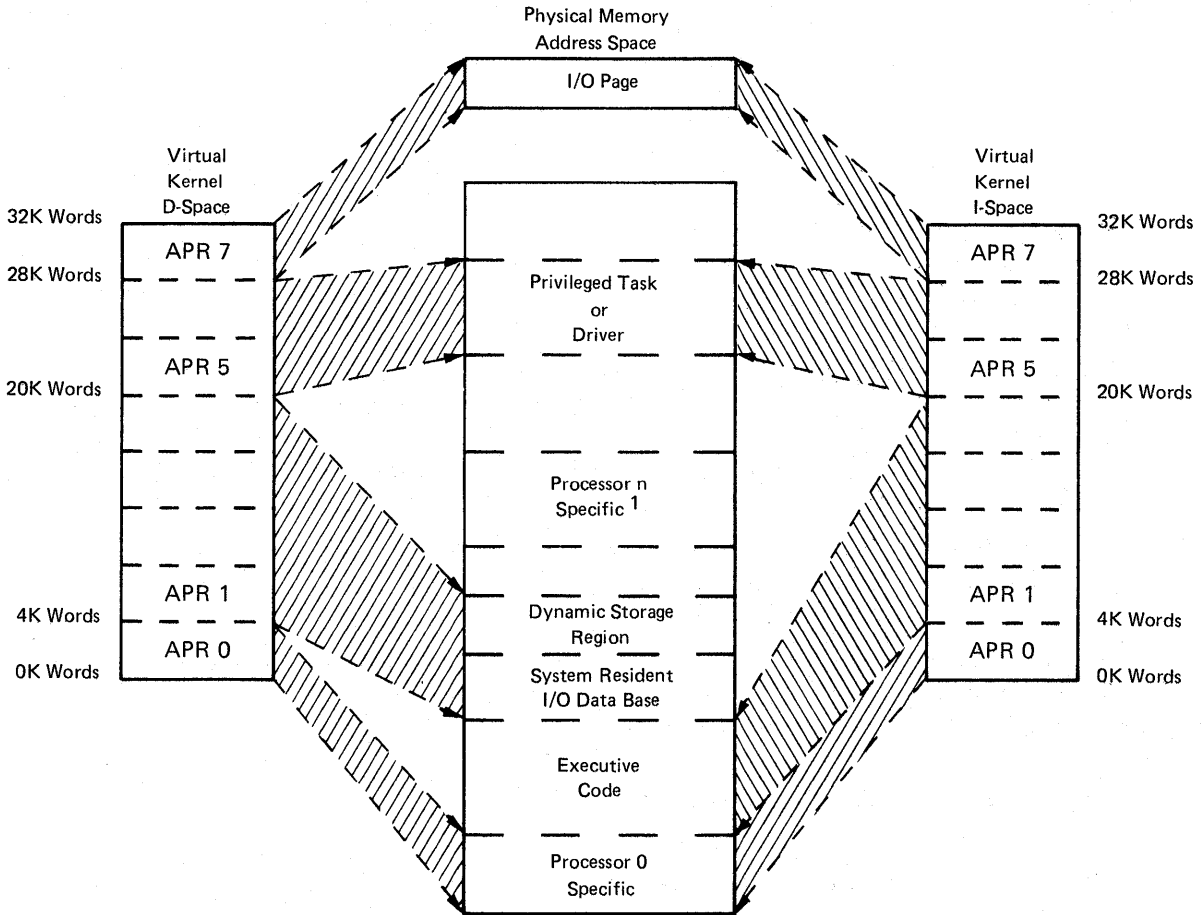 Physical Memory
Address Space
I/O Page
Virtual
Kernel
D-Space
32K Words
APR 7
28K Words
APR 5
20K Words
APR 1
4K Words
APR 0
0K Words
Privileged Task
or
Driver
Processor n
Specific 1
Dynamic Storage
Region
System Resident
I/O Data Base
Executive
Code
Processor 0
Specific
Virtual
Kernel
I-Space
32K Words
APR 7
28K Words
APR 5
20K Words
APR 1
4K Words
APR 0
0K Words